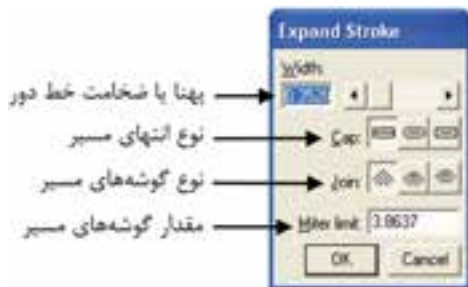 Expand Stroke
Width:
پهنا یا ضخامت خط دور
نوع انتهای مسیر
Cap:
نوع گوشه‌های مسیر
Join:
مقدار گوشه‌های مسیر
Miter limit: 3.8637
OK
Cancel